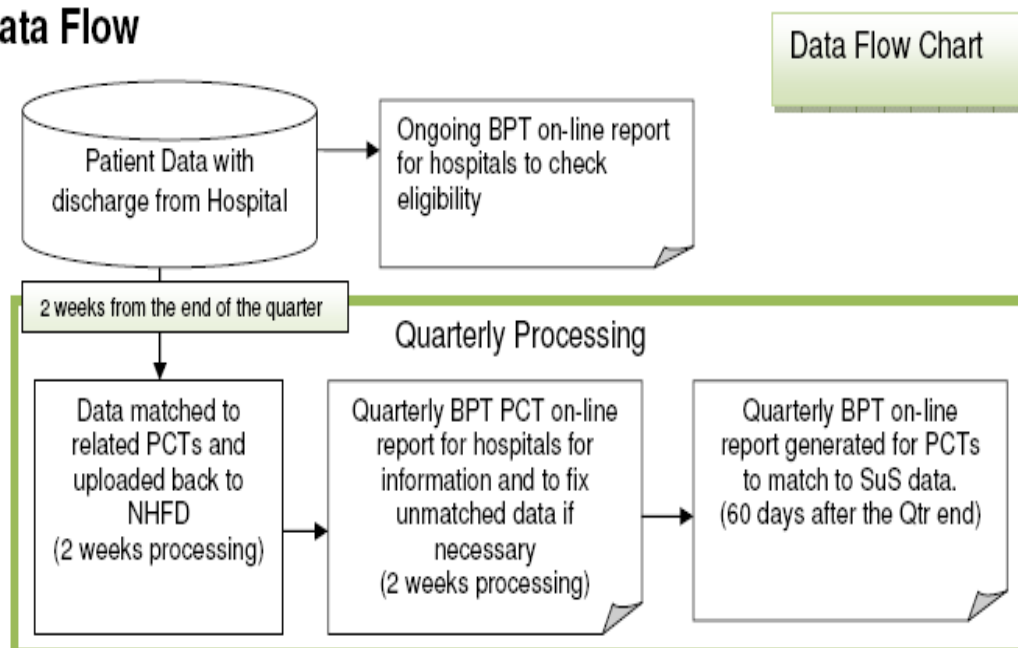 ata Flow
Data Flow Chart
Patient Data with
discharge from Hospital
Ongoing BPT on-line report
for hospitals to check
eligibility
2 weeks from the end of the quarter
Quarterly Processing
Data matched to
related PCTs and
uploaded back to
NHFD
(2 weeks processing)
Quarterly BPT PCT on-line
report for hospitals for
information and to fix
unmatched data if
necessary
(2 weeks processing)
Quarterly BPT on-line
report generated for PCTs
to match to SuS data.
(60 days after the Qtr end)